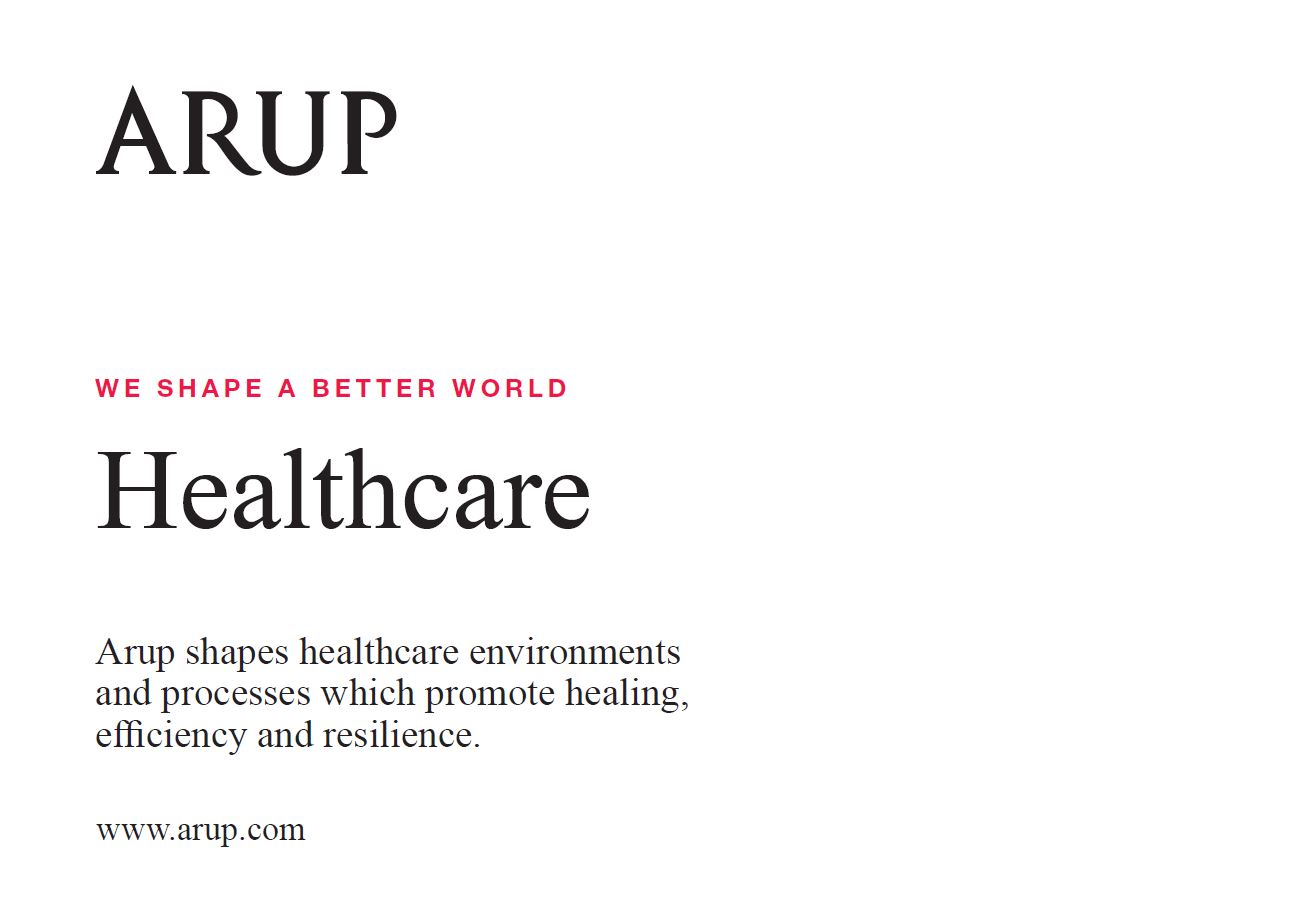 ARUP
WE SHAPE A BETTER WORLD
Healthcare
Arup shapes healthcare environments
and processes which promote healing,
efficiency and resilience.
www.arup.com